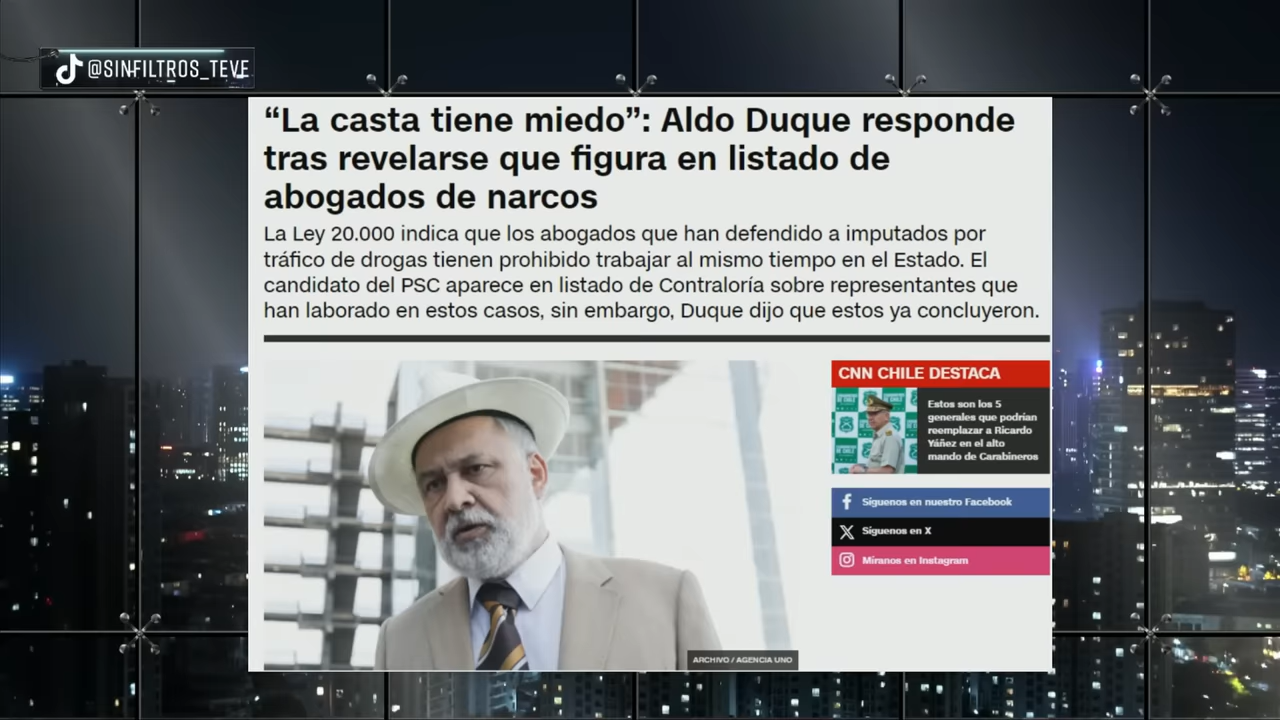 @SINFILTROS_TEVE
“La casta tiene miedo”: Aldo Duque responde
tras revelarse que figura en listado de
abogados de narcos
La Ley 20.000 indica que los abogados que han defendido a imputados por
tráfico de drogas tienen prohibido trabajar al mismo tiempo en el Estado. El
candidato del PSC aparece en listado de Contraloría sobre representantes que
han laborado en estos casos, sin embargo, Duque dijo que estos ya concluyeron.
CNN CHILE DESTACA
Estos son los 5
generales que podrían
reemplazar a Ricardo
Yáñez en el alto
mando de Carabineros
Síguenos en nuestro Facebook
Síguenos en X
Míranos en Instagram
ARCHIVO / AGENCIA UNO